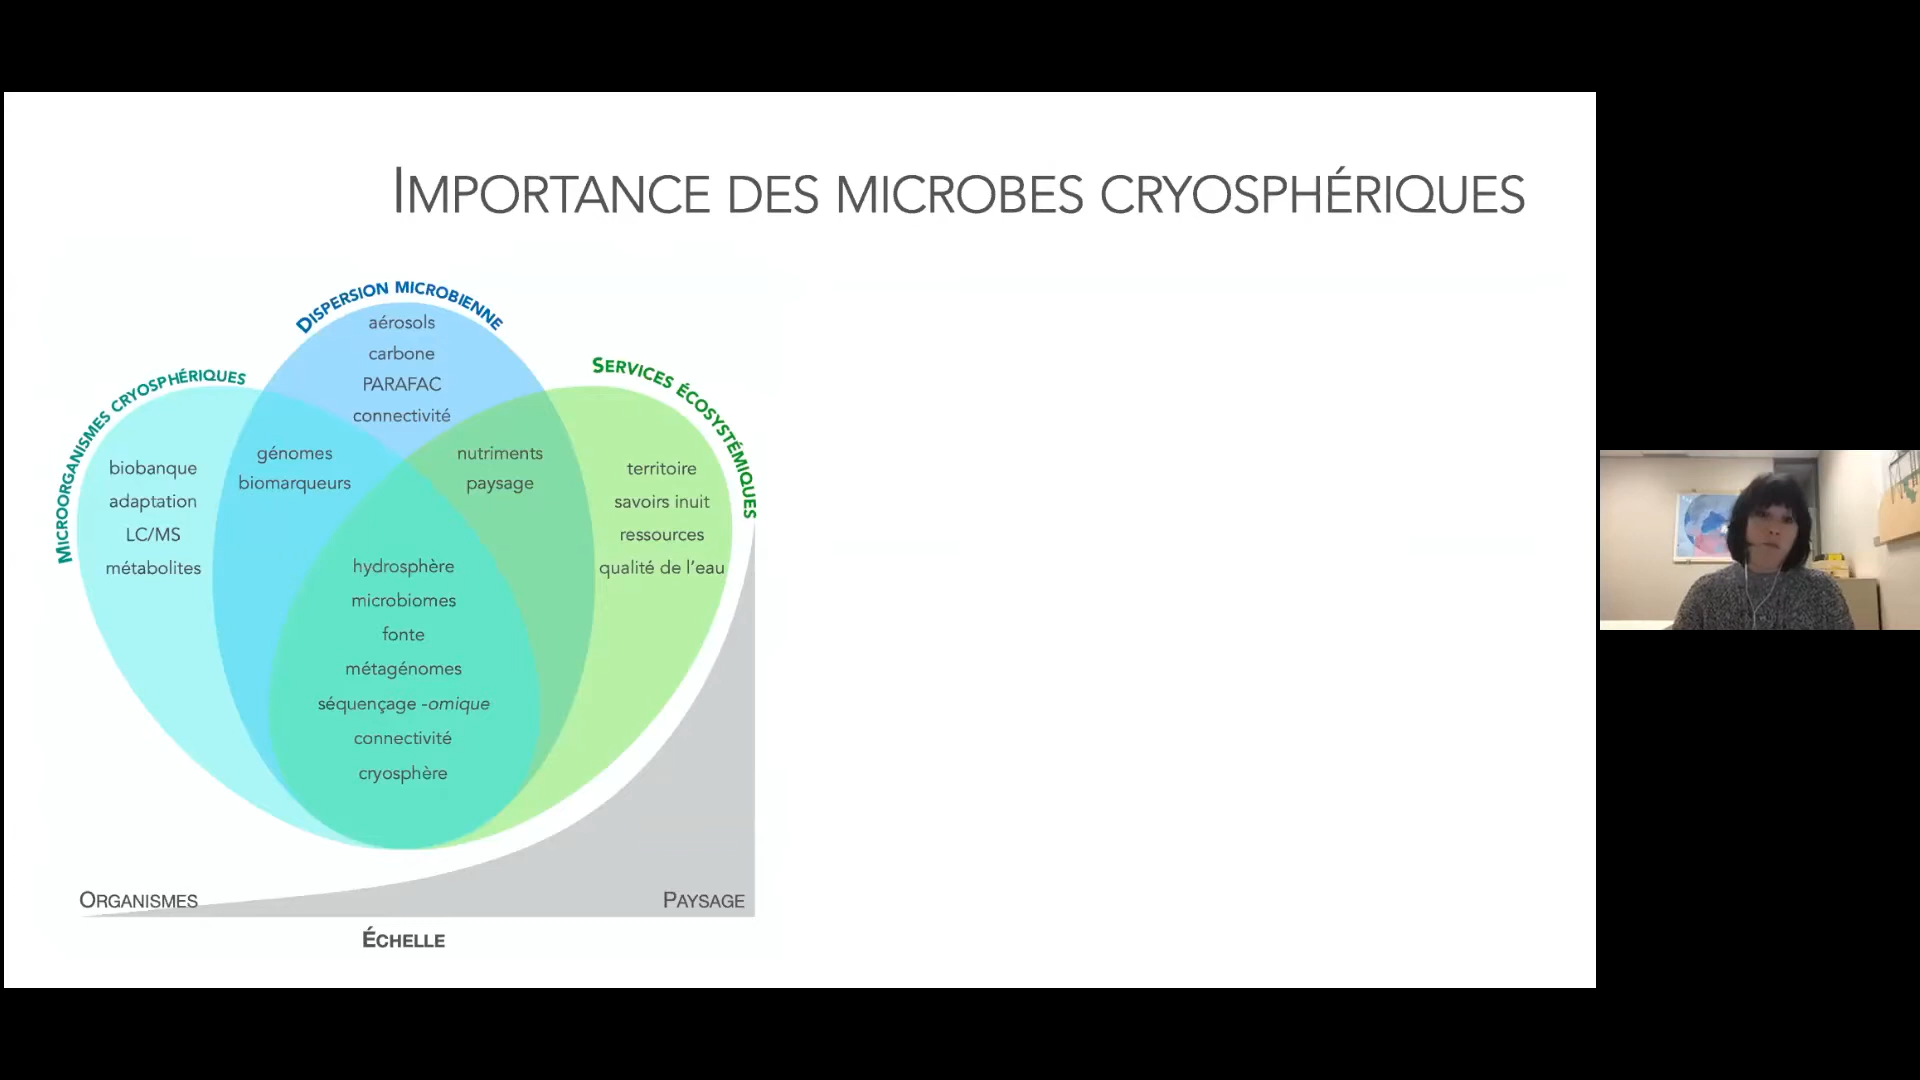 IMPORTANCE DES MICROBES CRYOSPHÉRIQUES
DISPERSION MICROBIENNE
aérosols
carbone
PARAFAC
connectivité
MICROORGANISMES CRYOSPHÉRIQUES
biobanque
adaptation
LC/MS
métabolites
génomes
biomarqueurs
nutriments
paysage
SERVICES ÉCOSYSTÉMIQUES
territoire
savoirs inuit
ressources
qualité de l'eau
hydrosphère
microbiomes
fonte
métagénomes
séquençage -omique
connectivité
cryosphère
ORGANISMES
PAYSAGE
ÉCHELLE